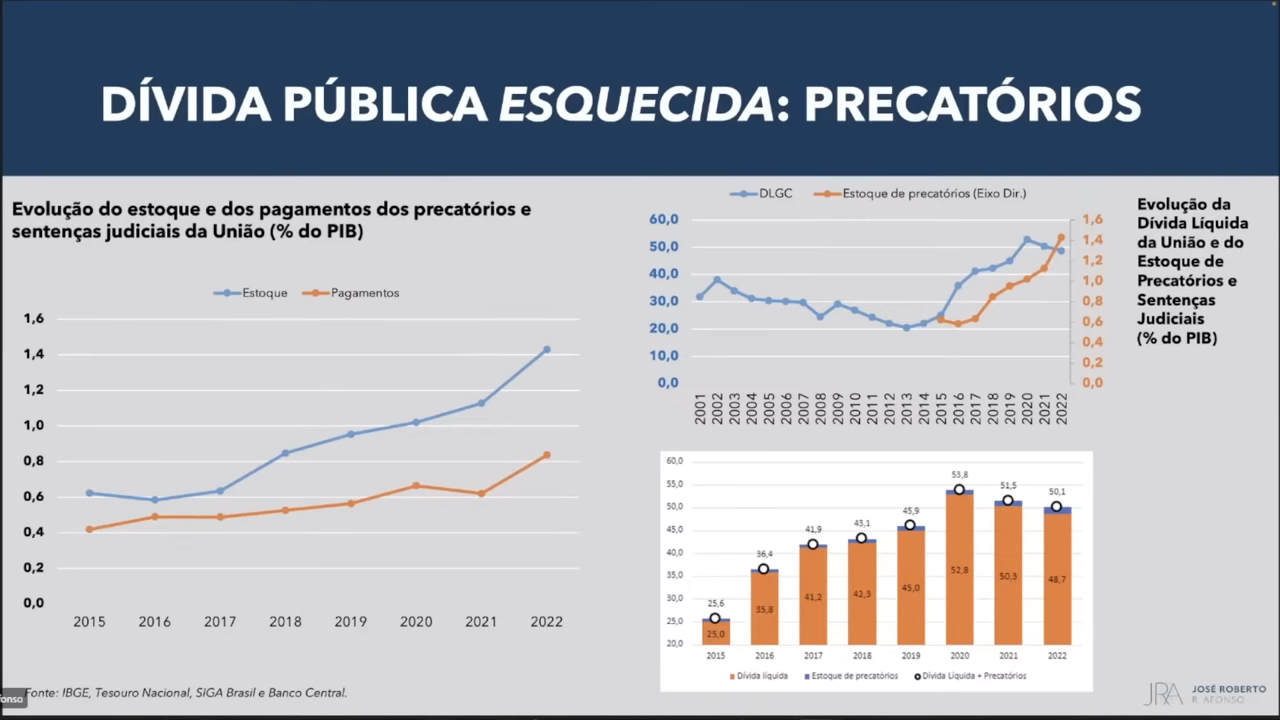 DÍVIDA PÚBLICA ESQUECIDA: PRECATÓRIOS
Evolução do estoque e dos pagamentos dos precatórios e
sentenças judiciais da União (% do PIB)
Estoque Pagamentos
1,6
1,4
1,2
1,0
0,8
0,6
0,4
0,2
0,0
2015 2016 2017 2018 2019 2020 2021 2022
DLGC Estoque de precatórios (Eixo Dir.)
60,0 1,6
50,0 1,4
40,0 1,2
30,0 1,0
20,0 0,8
10,0 0,6
0,0 0,4
0,2
0,0
2001 2002 2003 2004 2005 2006 2007 2008 2009 2010 2011 2012 2013 2014 2015 2016 2017 2018 2019 2020 2021 2022
Evolução da
Dívida Líquida
da União e do
Estoque de
Precatórios e
Sentenças
Judiciais
(% do PIB)
60,0
55,0
50,0
45,0
40,0
35,0
30,0
25,0
20,0
25,6 36,4 41,9 43,1 45,9 53,8 51,5 50,1
25,0 35,8 41,2 42,3 45,0 52,8 50,3 48,7
2015 2016 2017 2018 2019 2020 2021 2022
Dívida líquida Estoque de precatórios Dívida Líquida + Precatórios
fonso
Fonte: IBGE, Tesouro Nacional, SIGA Brasil e Banco Central.
JRA JOSÉ ROBERTO
R. AFONSO